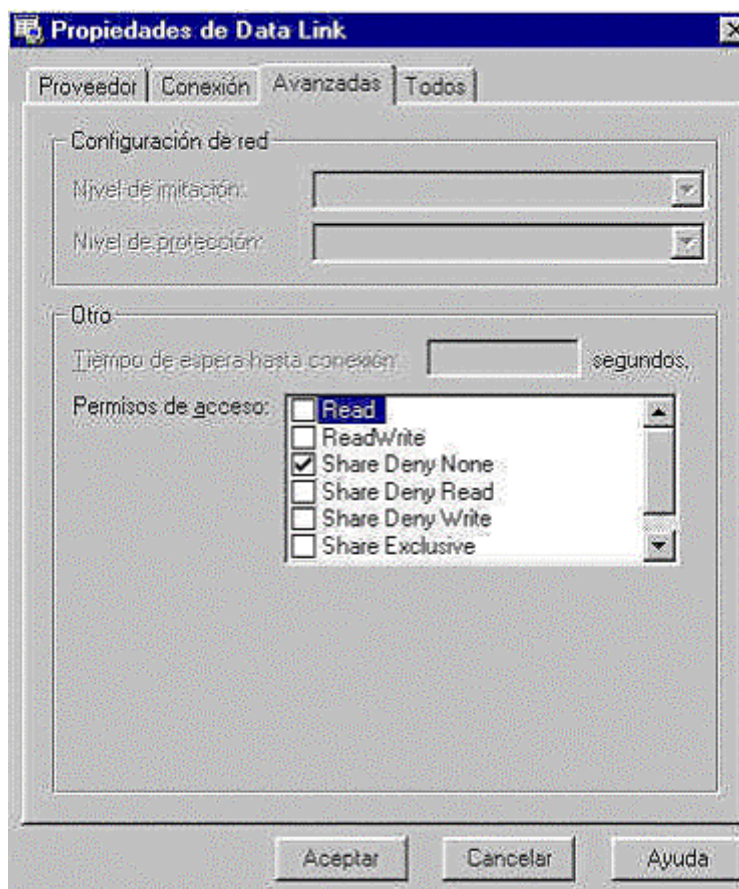 Propiedades de Data Link
Proveedor Conexión Avanzadas Todos
Configuración de red
Nivel de imitación:
Nivel de protección:
Otro
Tiempo de espera hasta conexión: segundos.
Permisos de acceso: Read
ReadWrite
Share Deny None
Share Deny Read
Share Deny Write
Share Exclusive
Aceptar Cancelar Ayuda